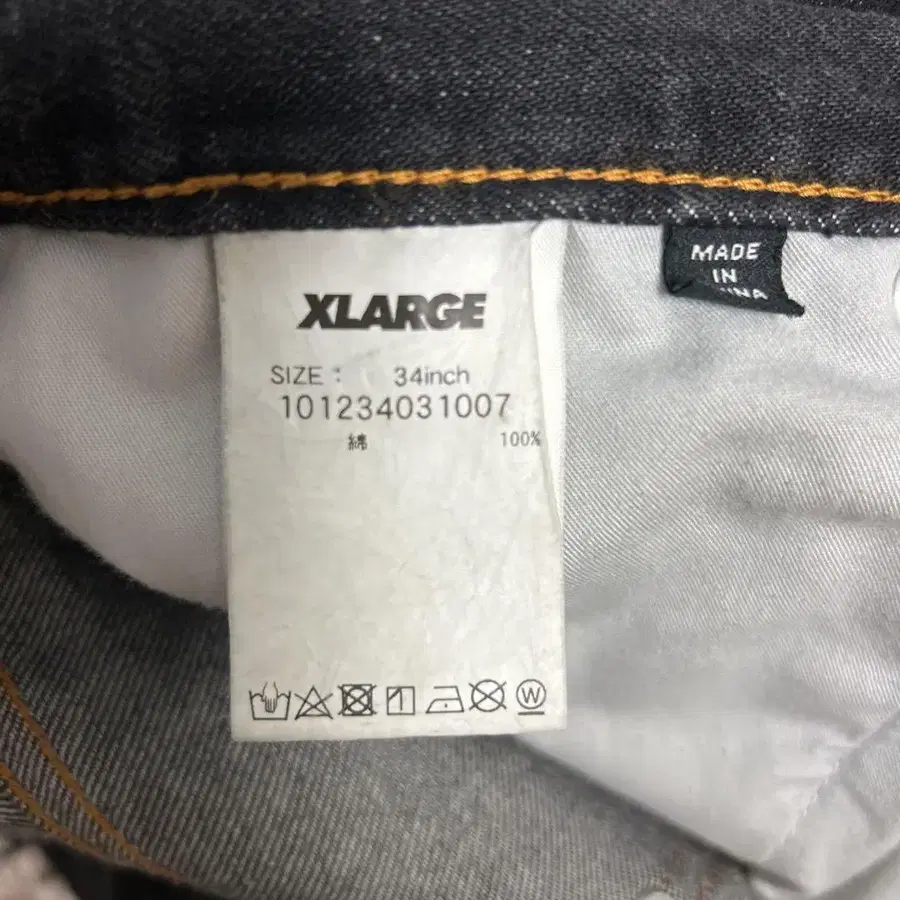 XLARGE
SIZE : 34inch
101234031007
綿 100%
W
MADE
IN